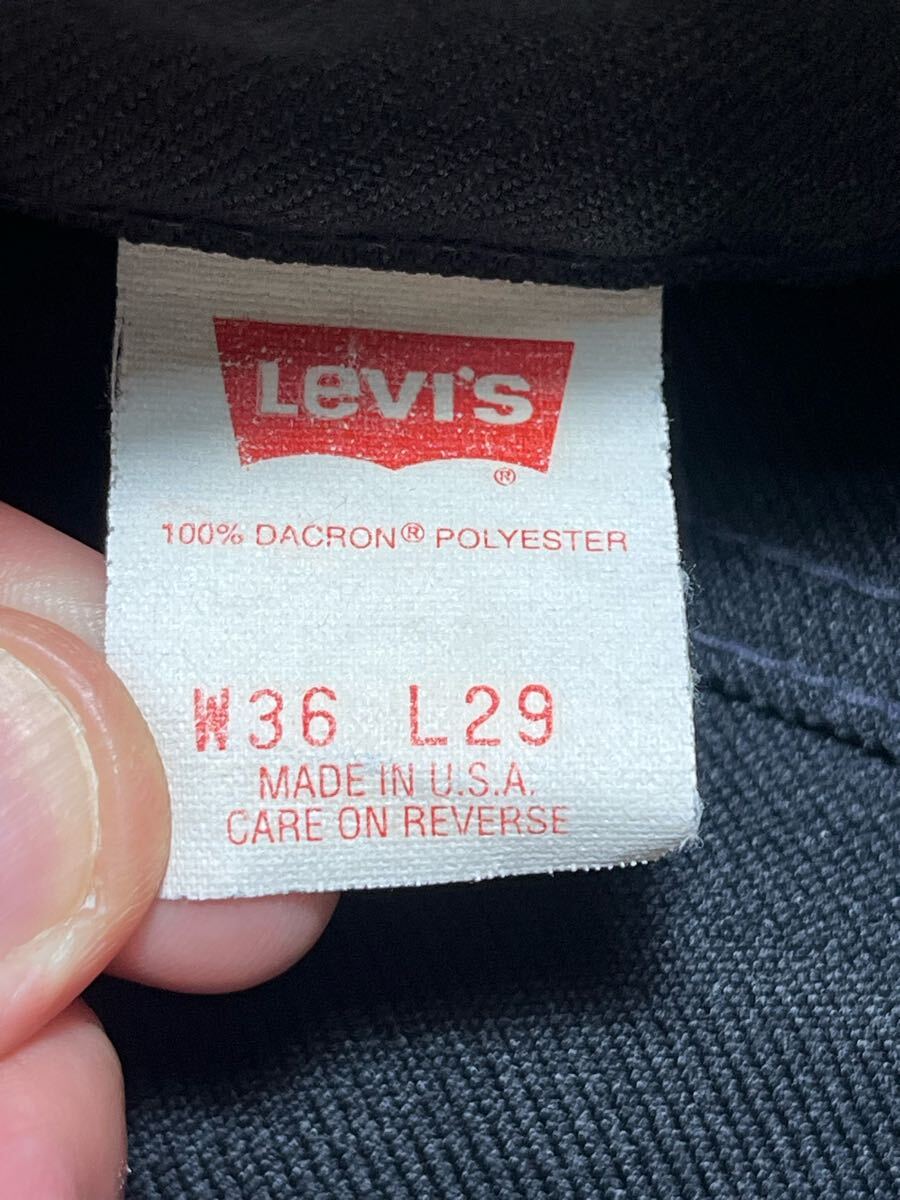 Levi's
®
100% DACRON® POLYESTER
W36 L29
MADE IN U.S.A.
CARE ON REVERSE